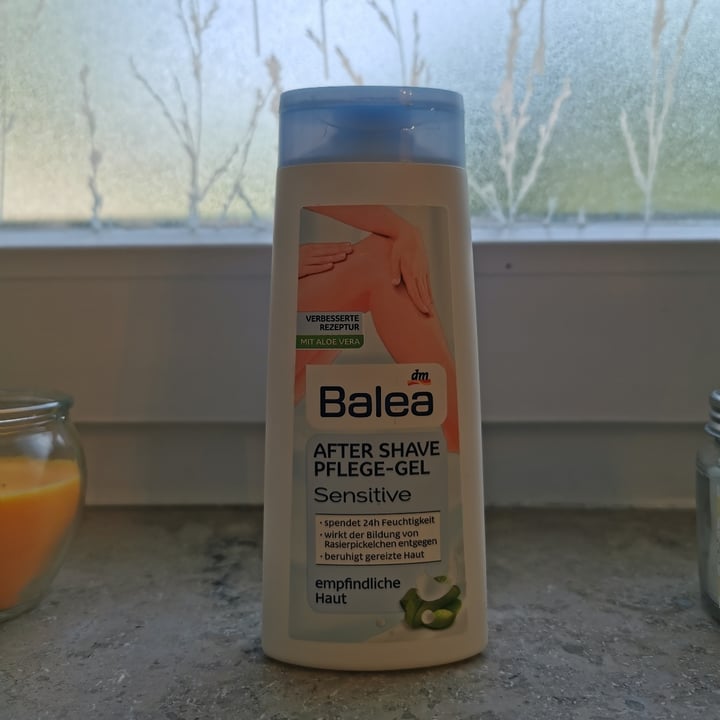 VERBESSERTE
REZEPTUR
MIT ALOE VERA
dm
Balea
AFTER SHAVE
PFLEGE-GEL
Sensitive
· spendet 24h Feuchtigkeit
· wirkt der Bildung von
Rasierpickelchen entgegen
· beruhigt gereizte Haut
empfindliche
Haut